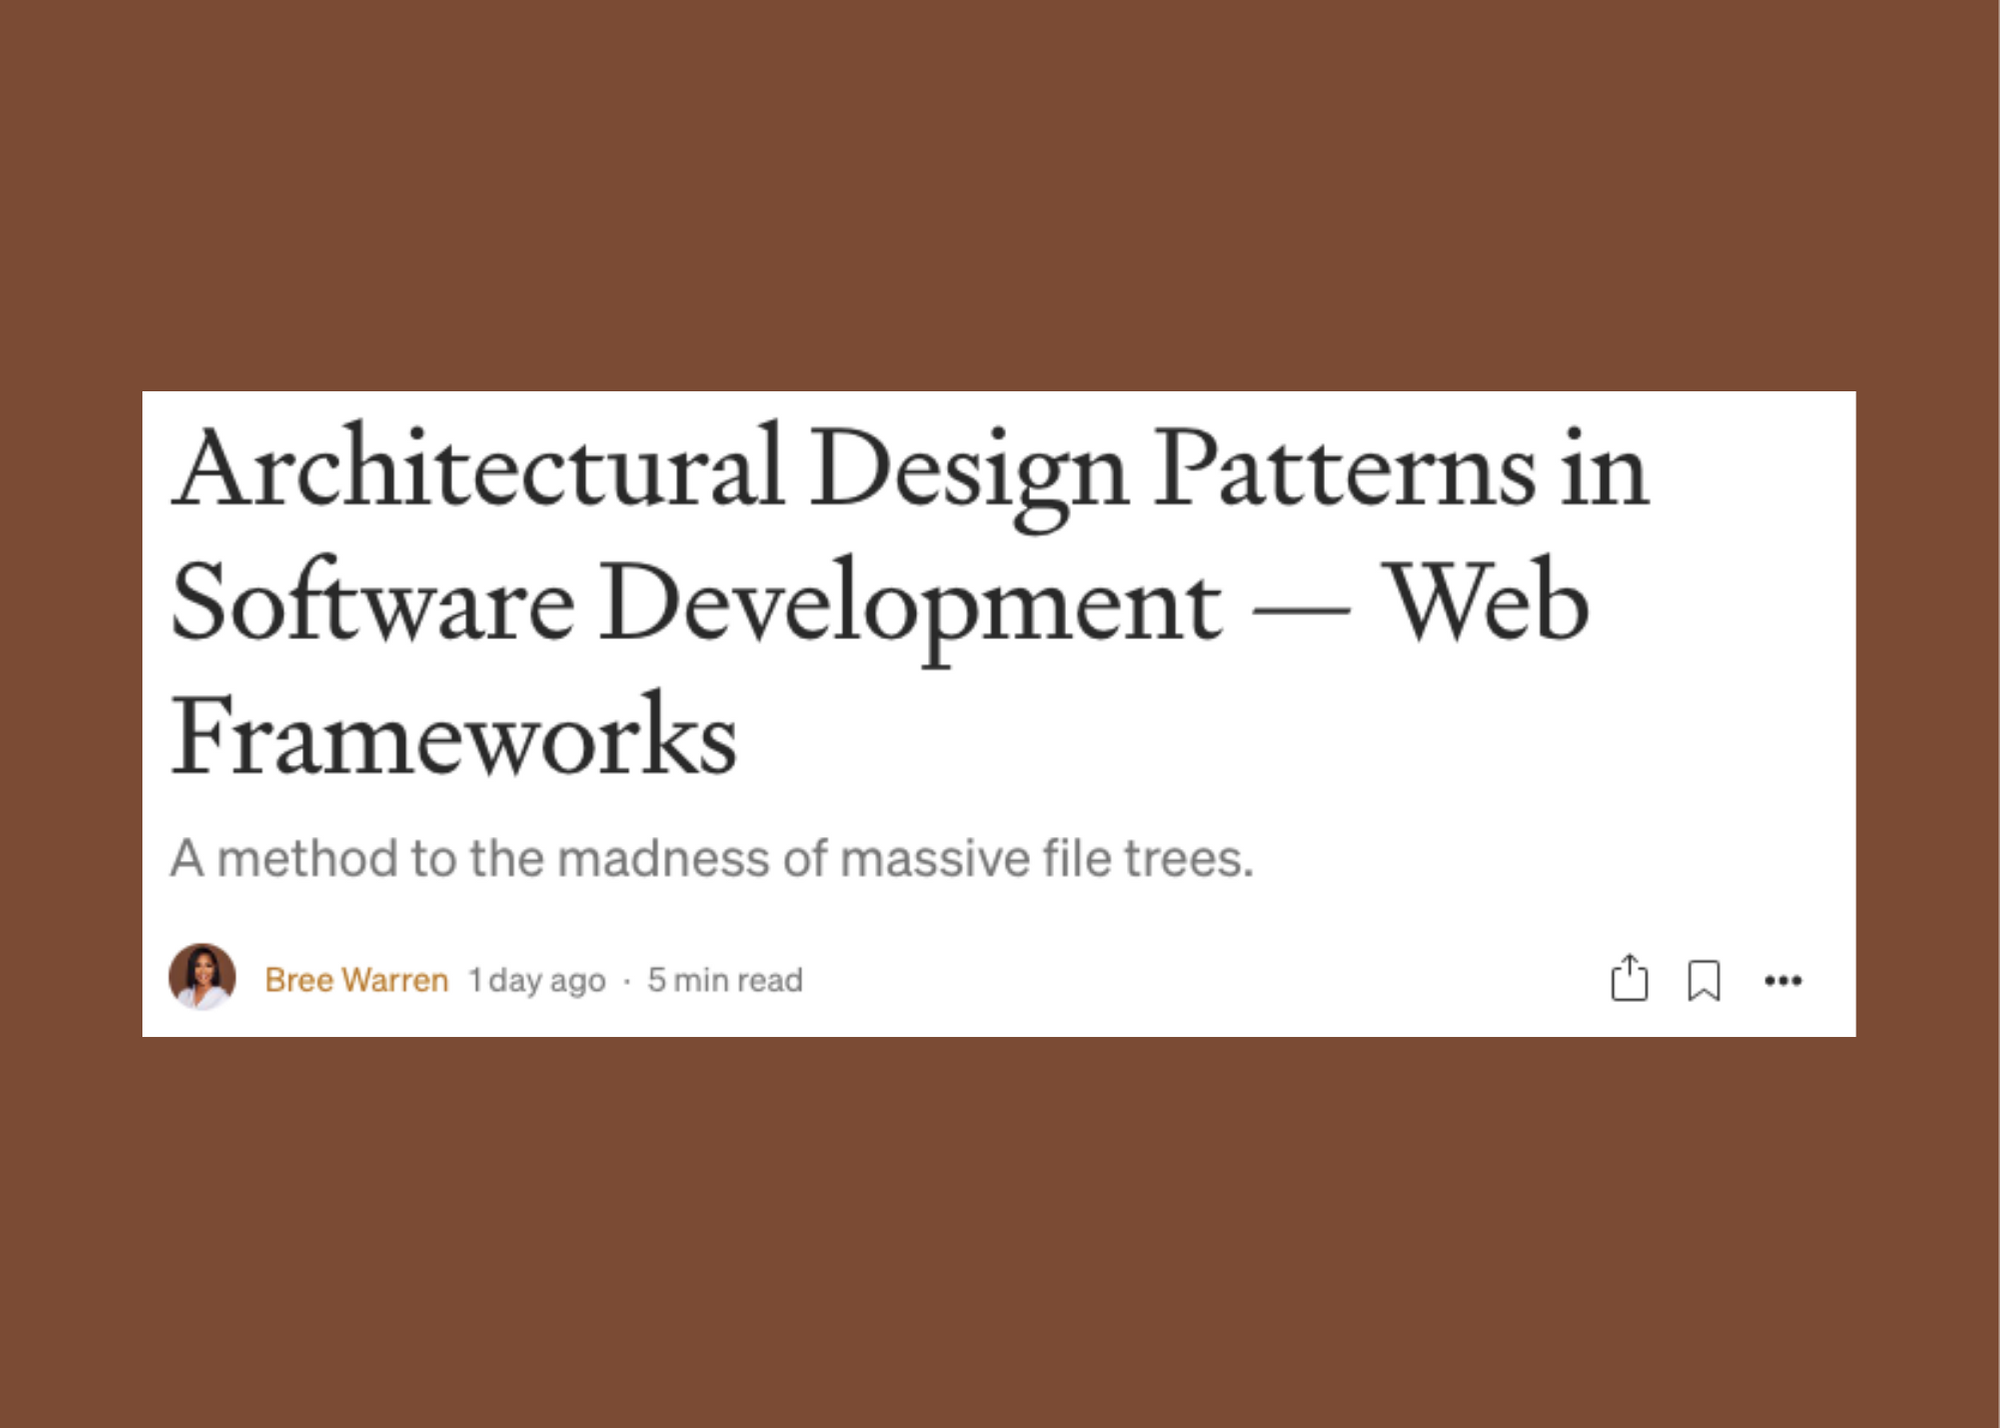 Architectural Design Patterns in
Software Development — Web
Frameworks
A method to the madness of massive file trees.
Bree Warren 1 day ago · 5 min read